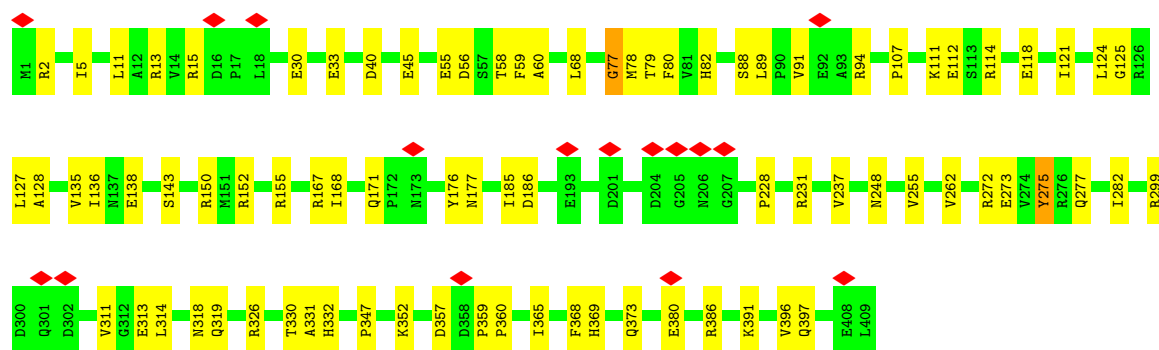 M1 R2 I5 L11 A12 R13 V14 R15 D16 P17 L18 E30 E33 D40 E45 E55 D56 S57 T58 F59 A60 L68 G77 M78 T79 F80 V81 H82 S88 L89 P90 V91 E92 A93 R94 P107 K111 E112 S113 R114 E118 I121 L124 G125 R126
L127 A128 V135 I136 N137 E138 S143 R150 M151 R152 R155 R167 I168 Q171 P172 N173 Y176 N177 I185 D186 E193 D201 D204 G205 N206 G207 P228 R231 V237 N248 V255 V262 R272 E273 V274 Y275 R276 Q277 I282 R299
D300 Q301 D302 V311 G312 E313 L314 N318 Q319 R326 T330 A331 H332 P347 K352 D357 D358 P359 P360 I365 F368 H369 Q373 E380 R386 K391 V396 Q397 E408 L409